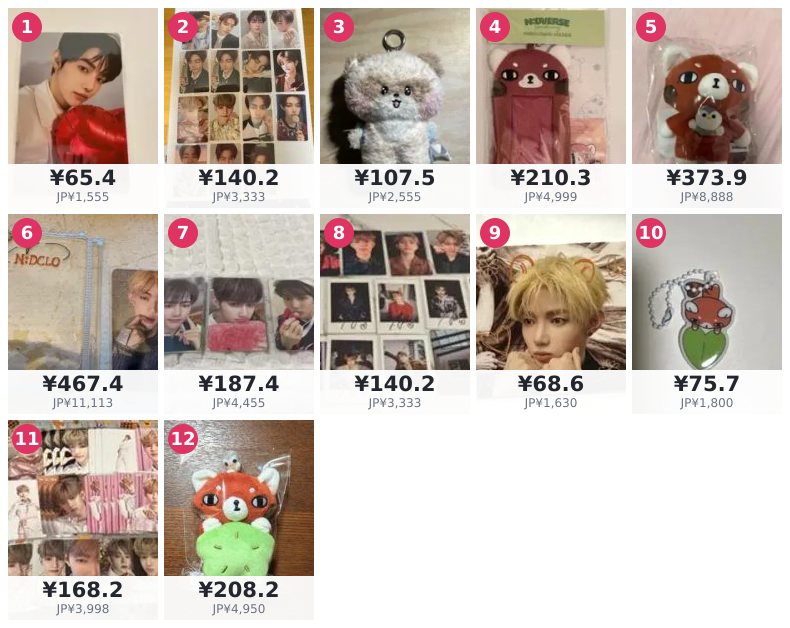 1
¥65.4
JP¥1,555
2
¥140.2
JP¥3,333
3
¥107.5
JP¥2,555
4
N:DVERSE
¥210.3
JP¥4,999
5
¥373.9
JP¥8,888
6
N:DCLO
¥467.4
JP¥11,113
7
¥187.4
JP¥4,455
8
¥140.2
JP¥3,333
9
¥68.6
JP¥1,630
10
¥75.7
JP¥1,800
11
¥168.2
JP¥3,998
12
¥208.2
JP¥4,950